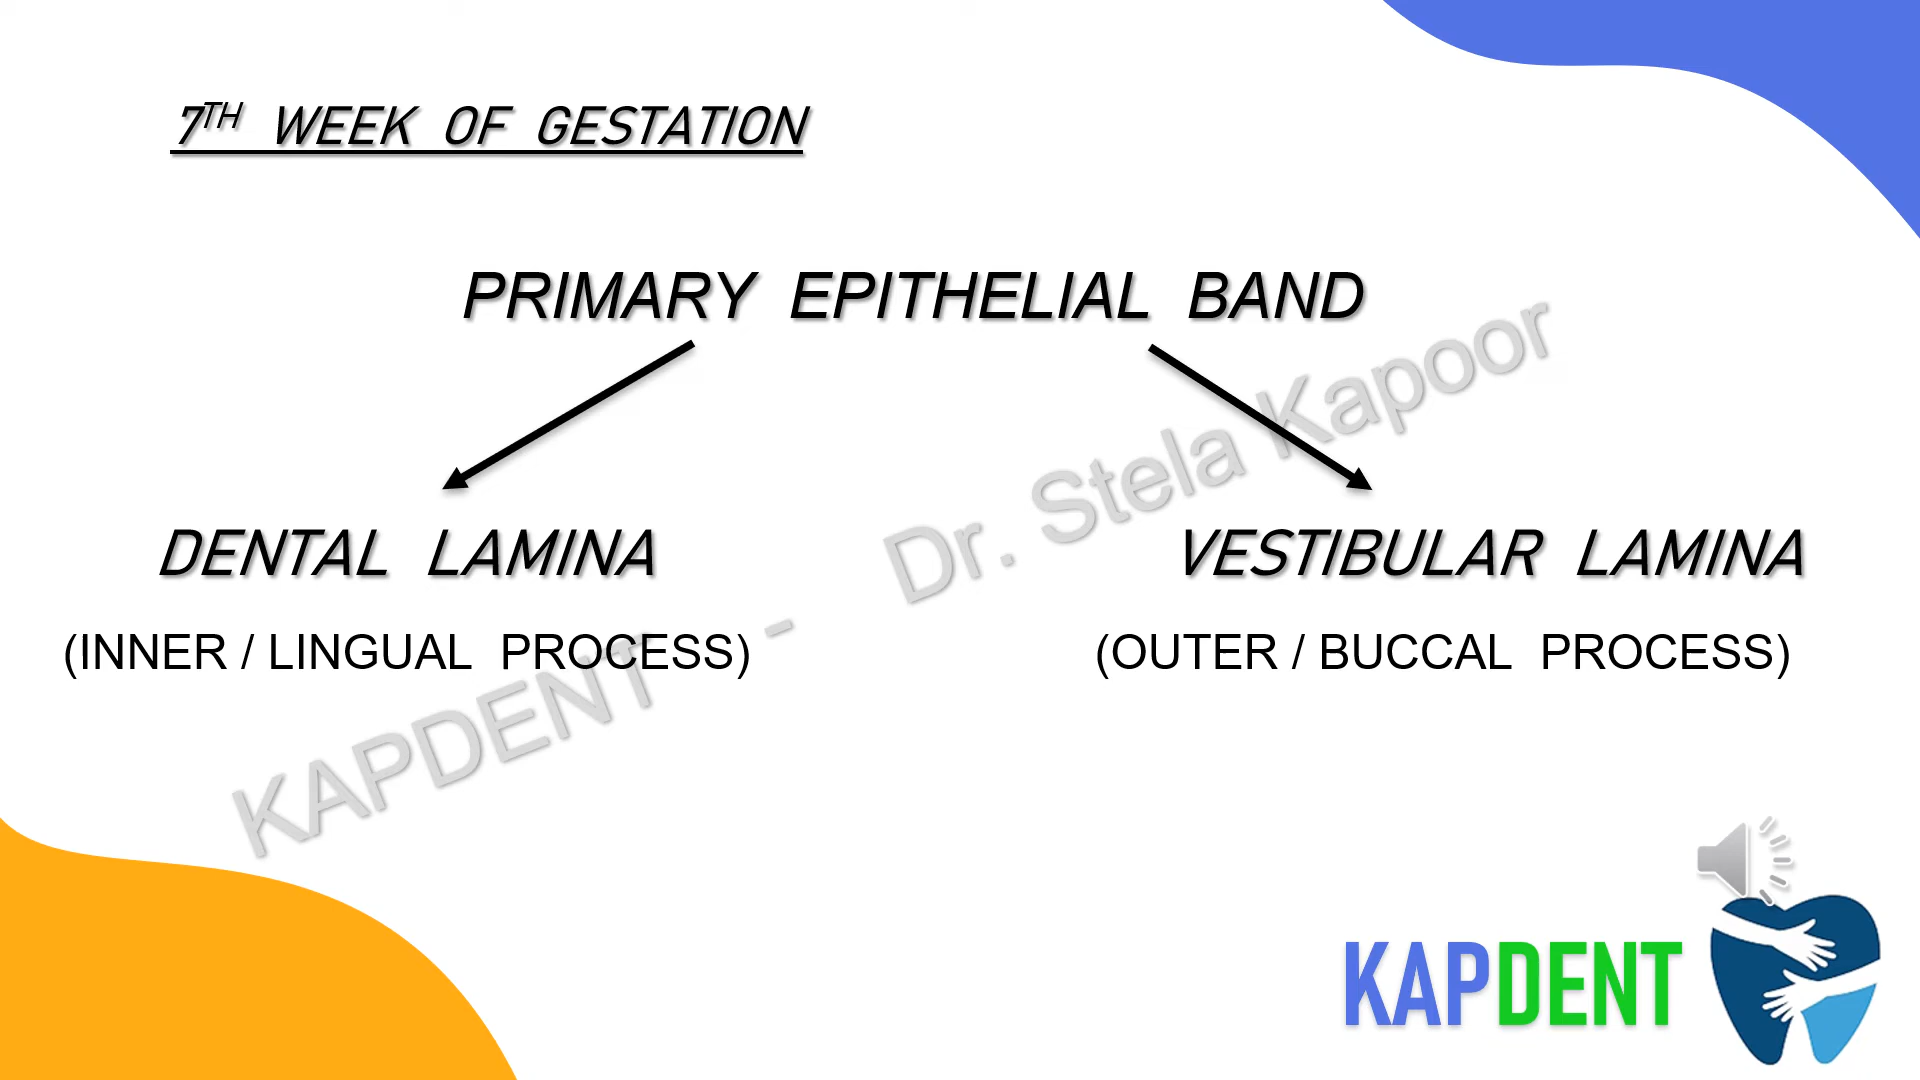 7TH WEEK OF GESTATION
PRIMARY EPITHELIAL BAND
DENTAL LAMINA
VESTIBULAR LAMINA
(INNER / LINGUAL PROCESS)
(OUTER / BUCCAL PROCESS)
KAPDENT - Dr. Stela Kapoor
KAPDENT